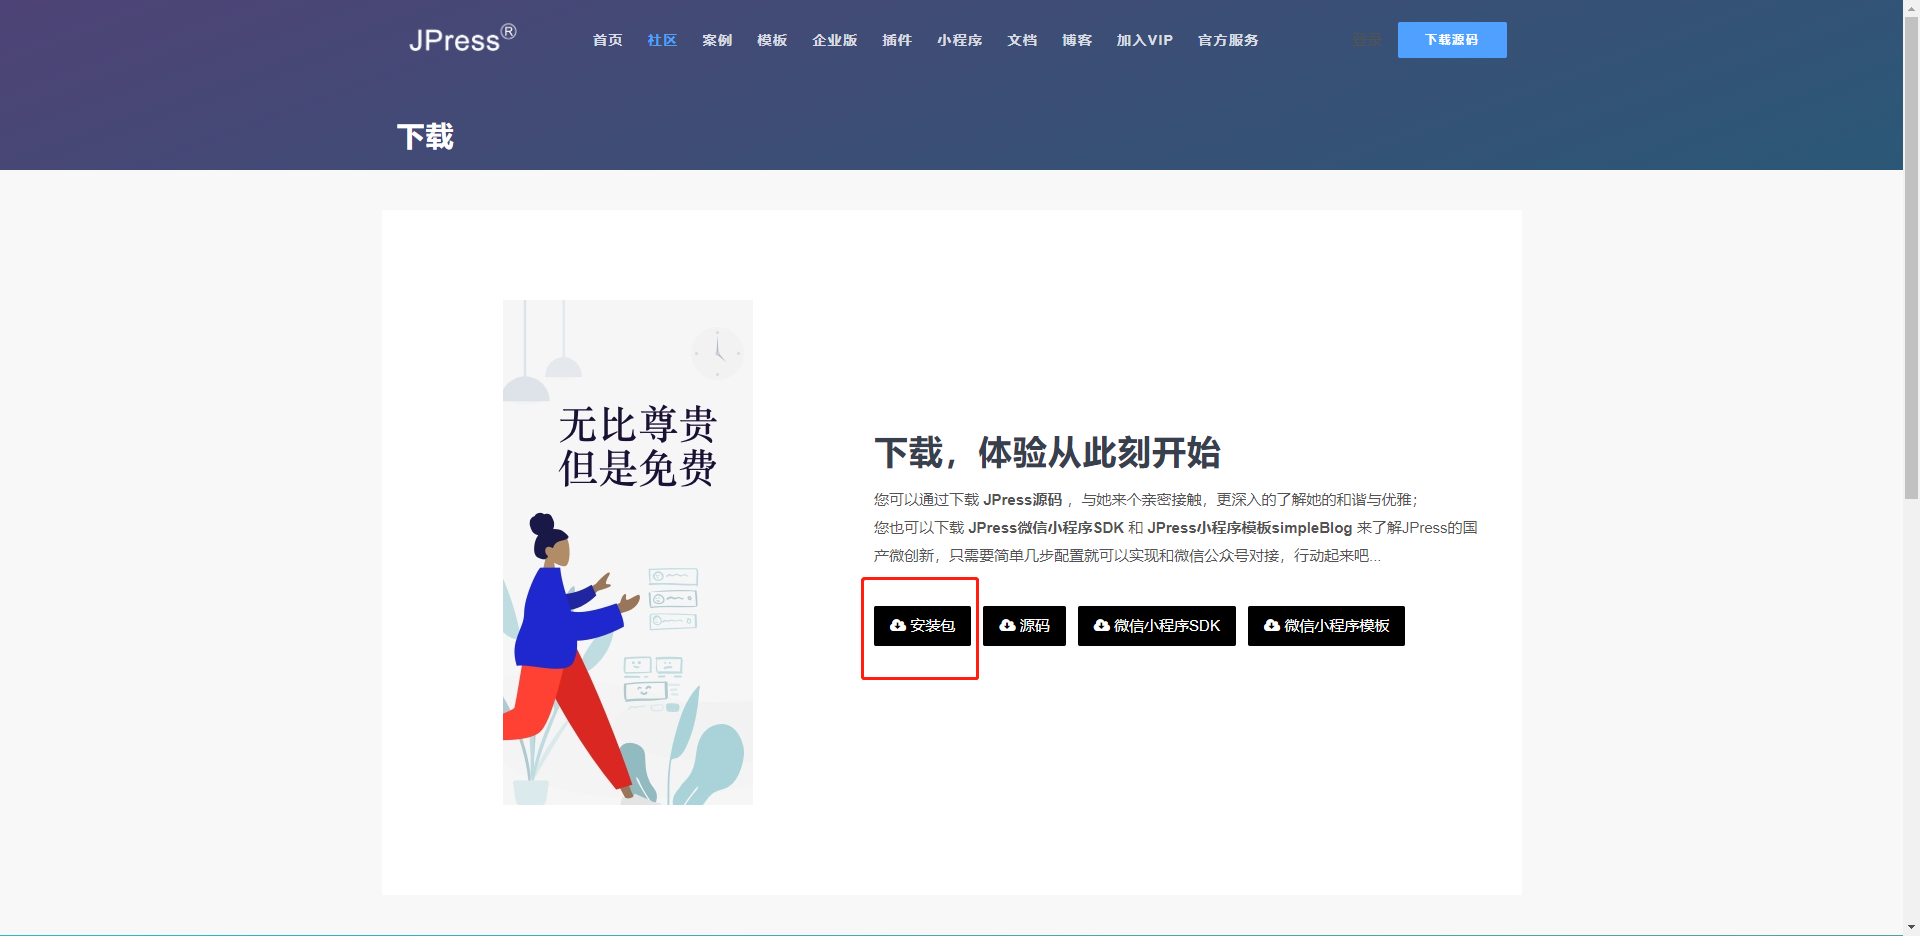 JPress®
首页 社区 案例 模板 企业版 插件 小程序 文档 博客 加入VIP 官方服务 登录 下载源码
下载
无比尊贵
但是免费
下载，体验从此刻开始
您可以通过下载 JPress源码 ，与她来个亲密接触，更深入的了解她的和谐与优雅；
您也可以下载 JPress微信小程序SDK 和 JPress小程序模板simpleBlog 来了解JPress的国
产微创新，只需要简单几步配置就可以实现和微信公众号对接，行动起来吧...
安装包 源码 微信小程序SDK 微信小程序模板